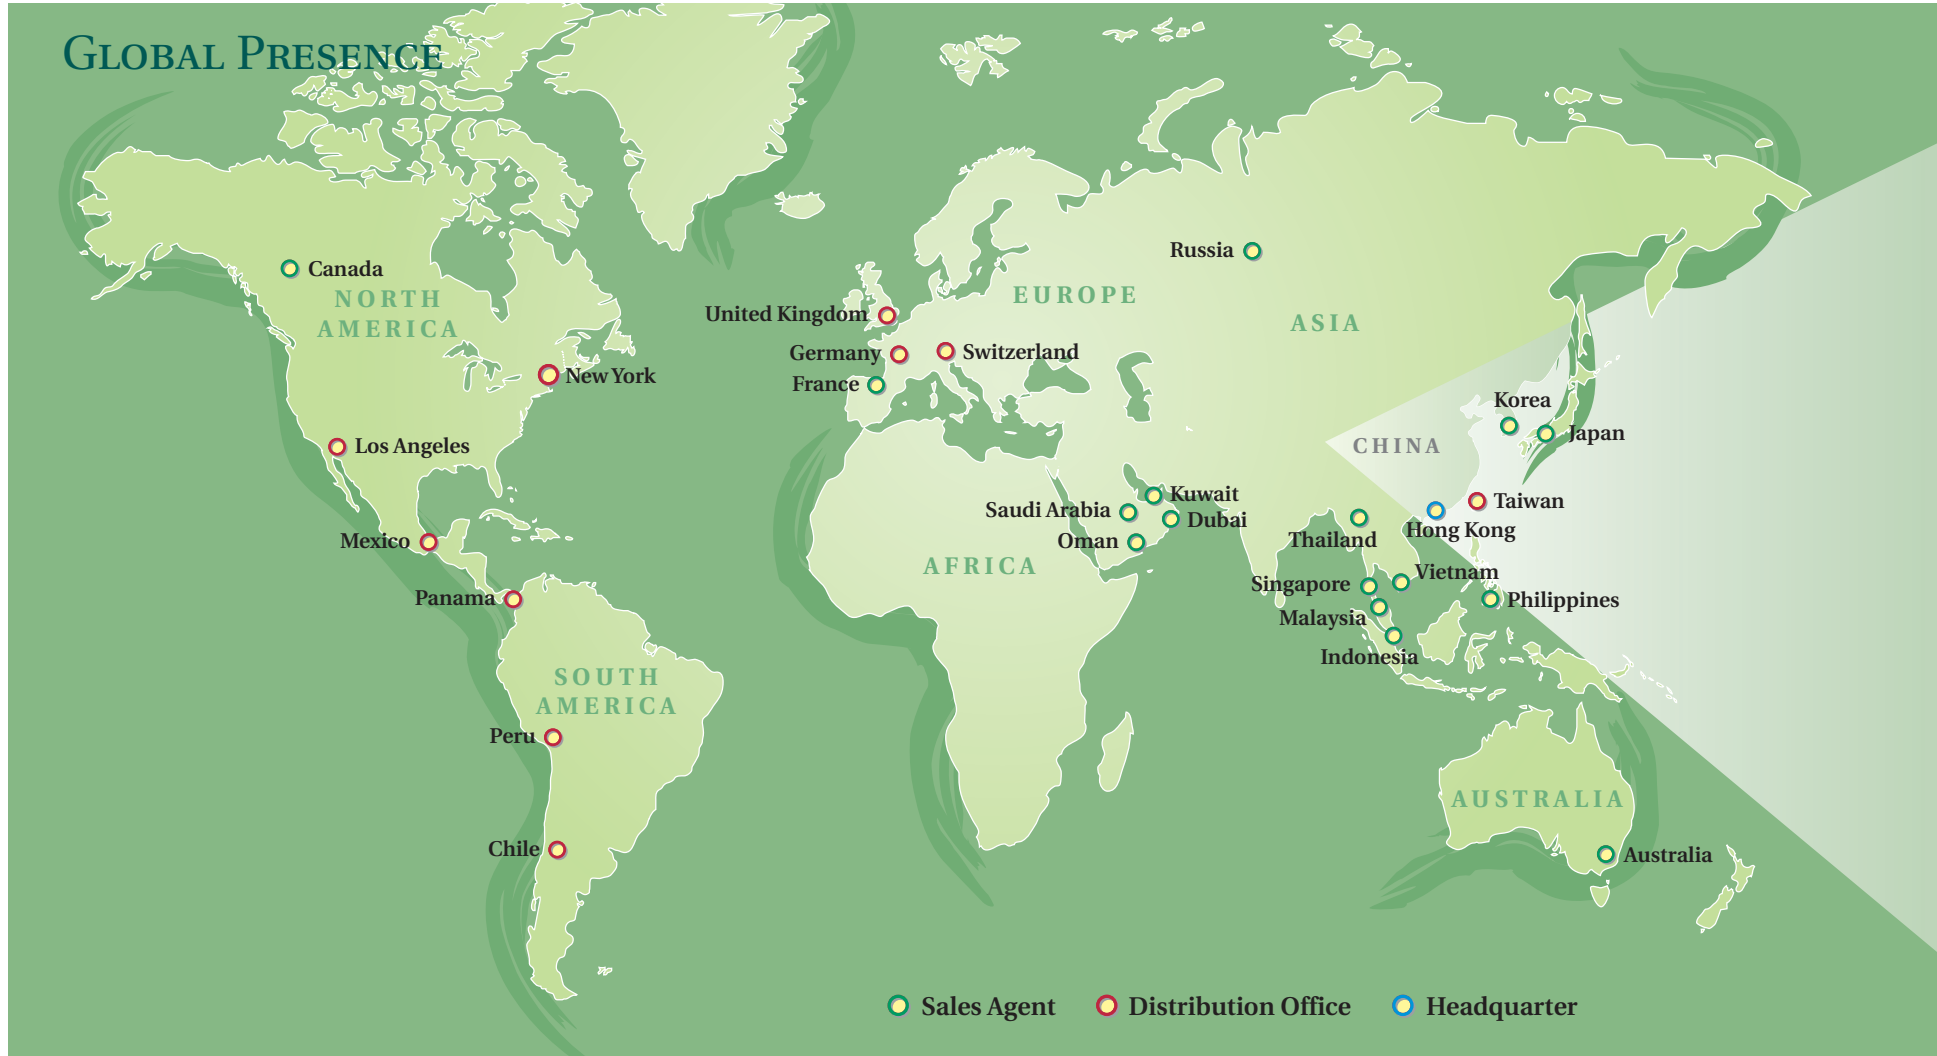 GLOBAL PRESENCE
Canada
NORTH
AMERICA
New York
Los Angeles
Mexico
Panama
SOUTH
AMERICA
Peru
Chile
Russia
EUROPE
United Kingdom
ASIA
Germany
Switzerland
France
Korea
Japan
CHINA
Kuwait
Saudi Arabia
Dubai
Oman
Taiwan
Hong Kong
Thailand
AFRICA
Vietnam
Singapore
Philippines
Malaysia
Indonesia
AUSTRALIA
Australia
Sales Agent
Distribution Office
Headquarter